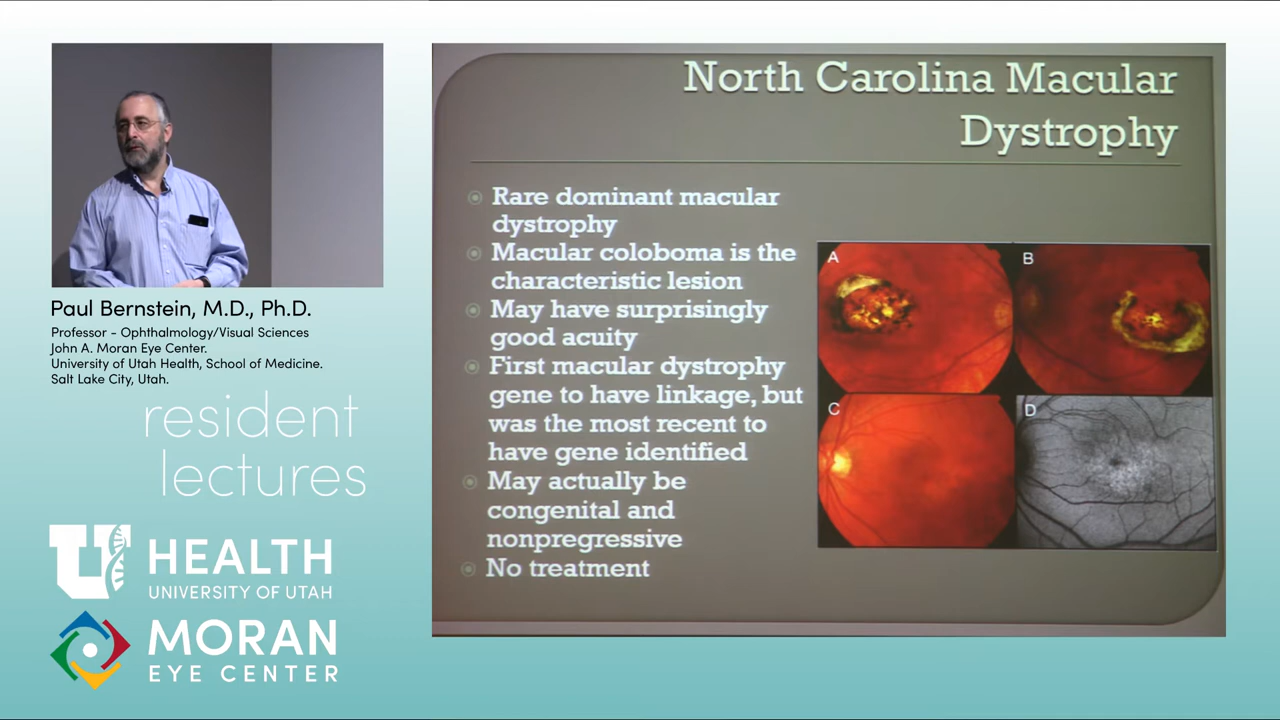 Paul Bernstein, M.D., Ph.D.
Professor - Ophthalmology/Visual Sciences
John A. Moran Eye Center.
University of Utah Health, School of Medicine.
Salt Lake City, Utah.
resident
lectures
U HEALTH
UNIVERSITY OF UTAH
MORAN
EYE CENTER
North Carolina Macular
Dystrophy
Rare dominant macular
dystrophy
Macular coloboma is the
characteristic lesion
May have surprisingly
good acuity
First macular dystrophy
gene to have linkage, but
was the most recent to
have gene identified
May actually be
congenital and
nonpregressive
No treatment
A
B
C
D